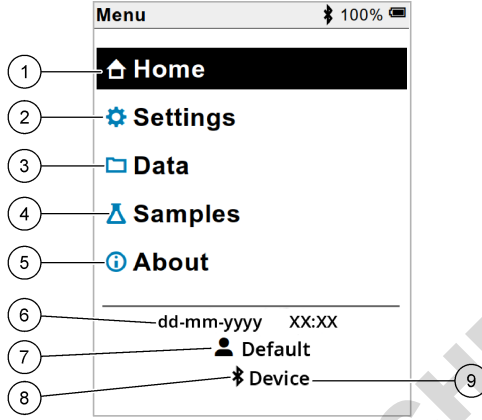 Menu 100%
1 Home
2 Settings
3 Data
4 Samples
5 About
6 dd-mm-yyyy XX:XX
7 Default
8 Device 9